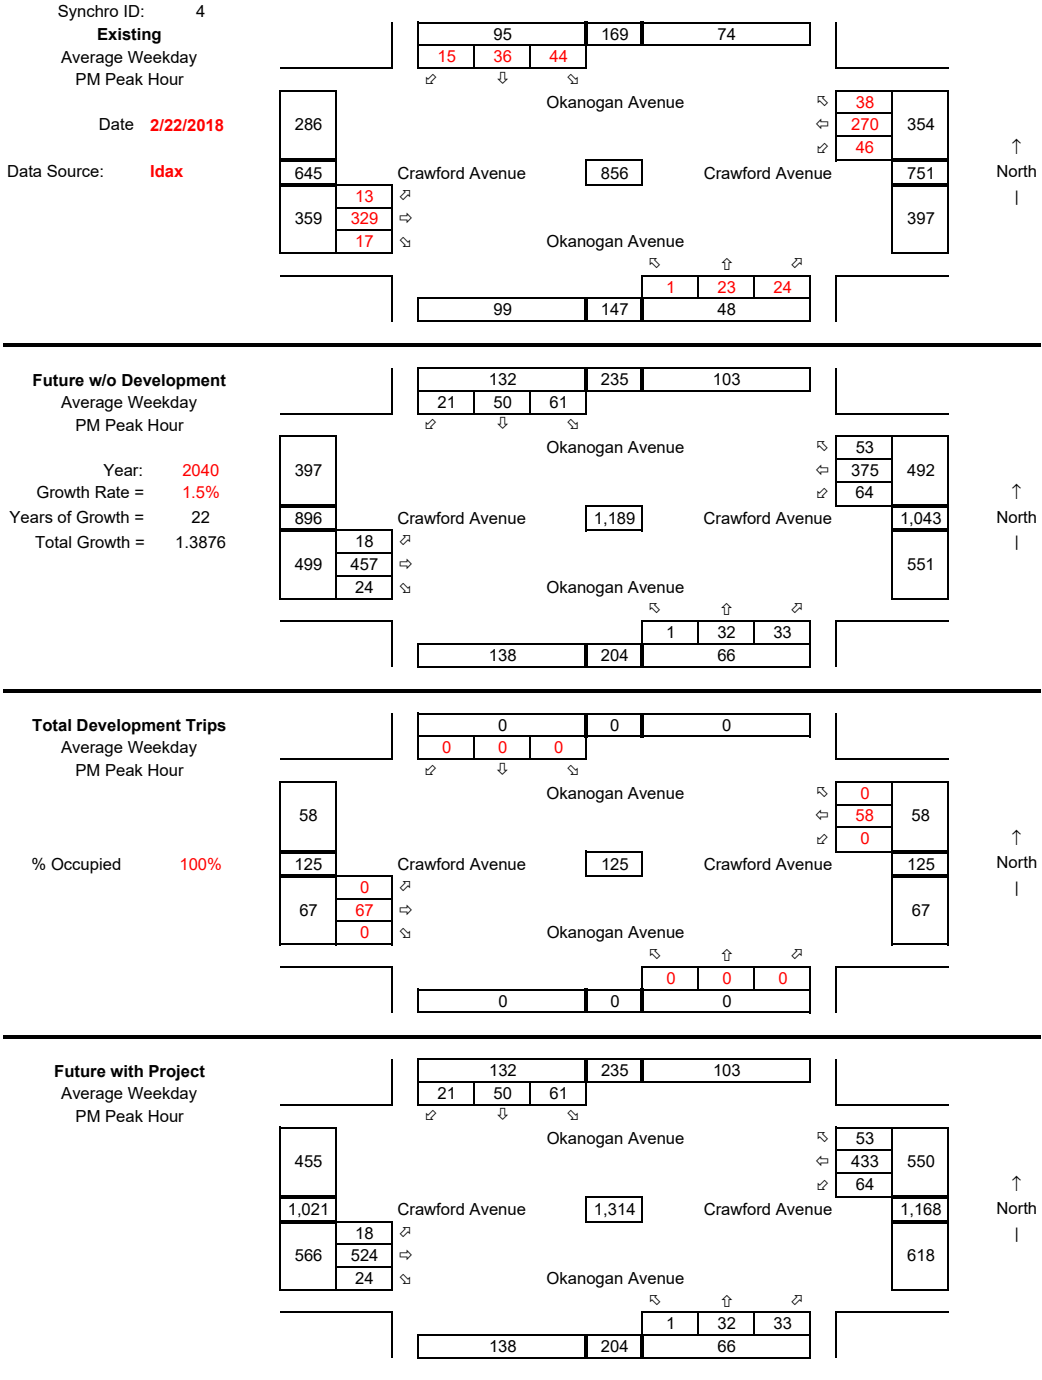 Synchro ID: 4
Existing 95 169 74
Average Weekday 15 36 44
PM Peak Hour ⬃ ⇩ ⬂
Okanogan Avenue ⬁ 38
Date 2/22/2018 286 ⇦ 270 354
⬃ 46 ↑
Data Source: Idax 645 Crawford Avenue 856 Crawford Avenue 751 North
13 ⬀ |
359 329 ⇨ 397
17 ⬂ Okanogan Avenue
⬁ ⇧ ⬀
1 23 24
99 147 48
Future w/o Development 132 235 103
Average Weekday 21 50 61
PM Peak Hour ⬃ ⇩ ⬂
Okanogan Avenue ⬁ 53
Year: 2040 397 ⇦ 375 492
Growth Rate = 1.5% ⬃ 64 ↑
Years of Growth = 22 896 Crawford Avenue 1,189 Crawford Avenue 1,043 North
Total Growth = 1.3876 18 ⬀ |
499 457 ⇨ 551
24 ⬂ Okanogan Avenue
⬁ ⇧ ⬀
1 32 33
138 204 66
Total Development Trips 0 0 0
Average Weekday 0 0 0
PM Peak Hour ⬃ ⇩ ⬂
Okanogan Avenue ⬁ 0
58 ⇦ 58 58
⬃ 0 ↑
% Occupied 100% 125 Crawford Avenue 125 Crawford Avenue 125 North
0 ⬀ |
67 67 ⇨ 67
0 ⬂ Okanogan Avenue
⬁ ⇧ ⬀
0 0 0
0 0 0
Future with Project 132 235 103
Average Weekday 21 50 61
PM Peak Hour ⬃ ⇩ ⬂
Okanogan Avenue ⬁ 53
455 ⇦ 433 550
⬃ 64 ↑
1,021 Crawford Avenue 1,314 Crawford Avenue 1,168 North
18 ⬀ |
566 524 ⇨ 618
24 ⬂ Okanogan Avenue
⬁ ⇧ ⬀
1 32 33
138 204 66